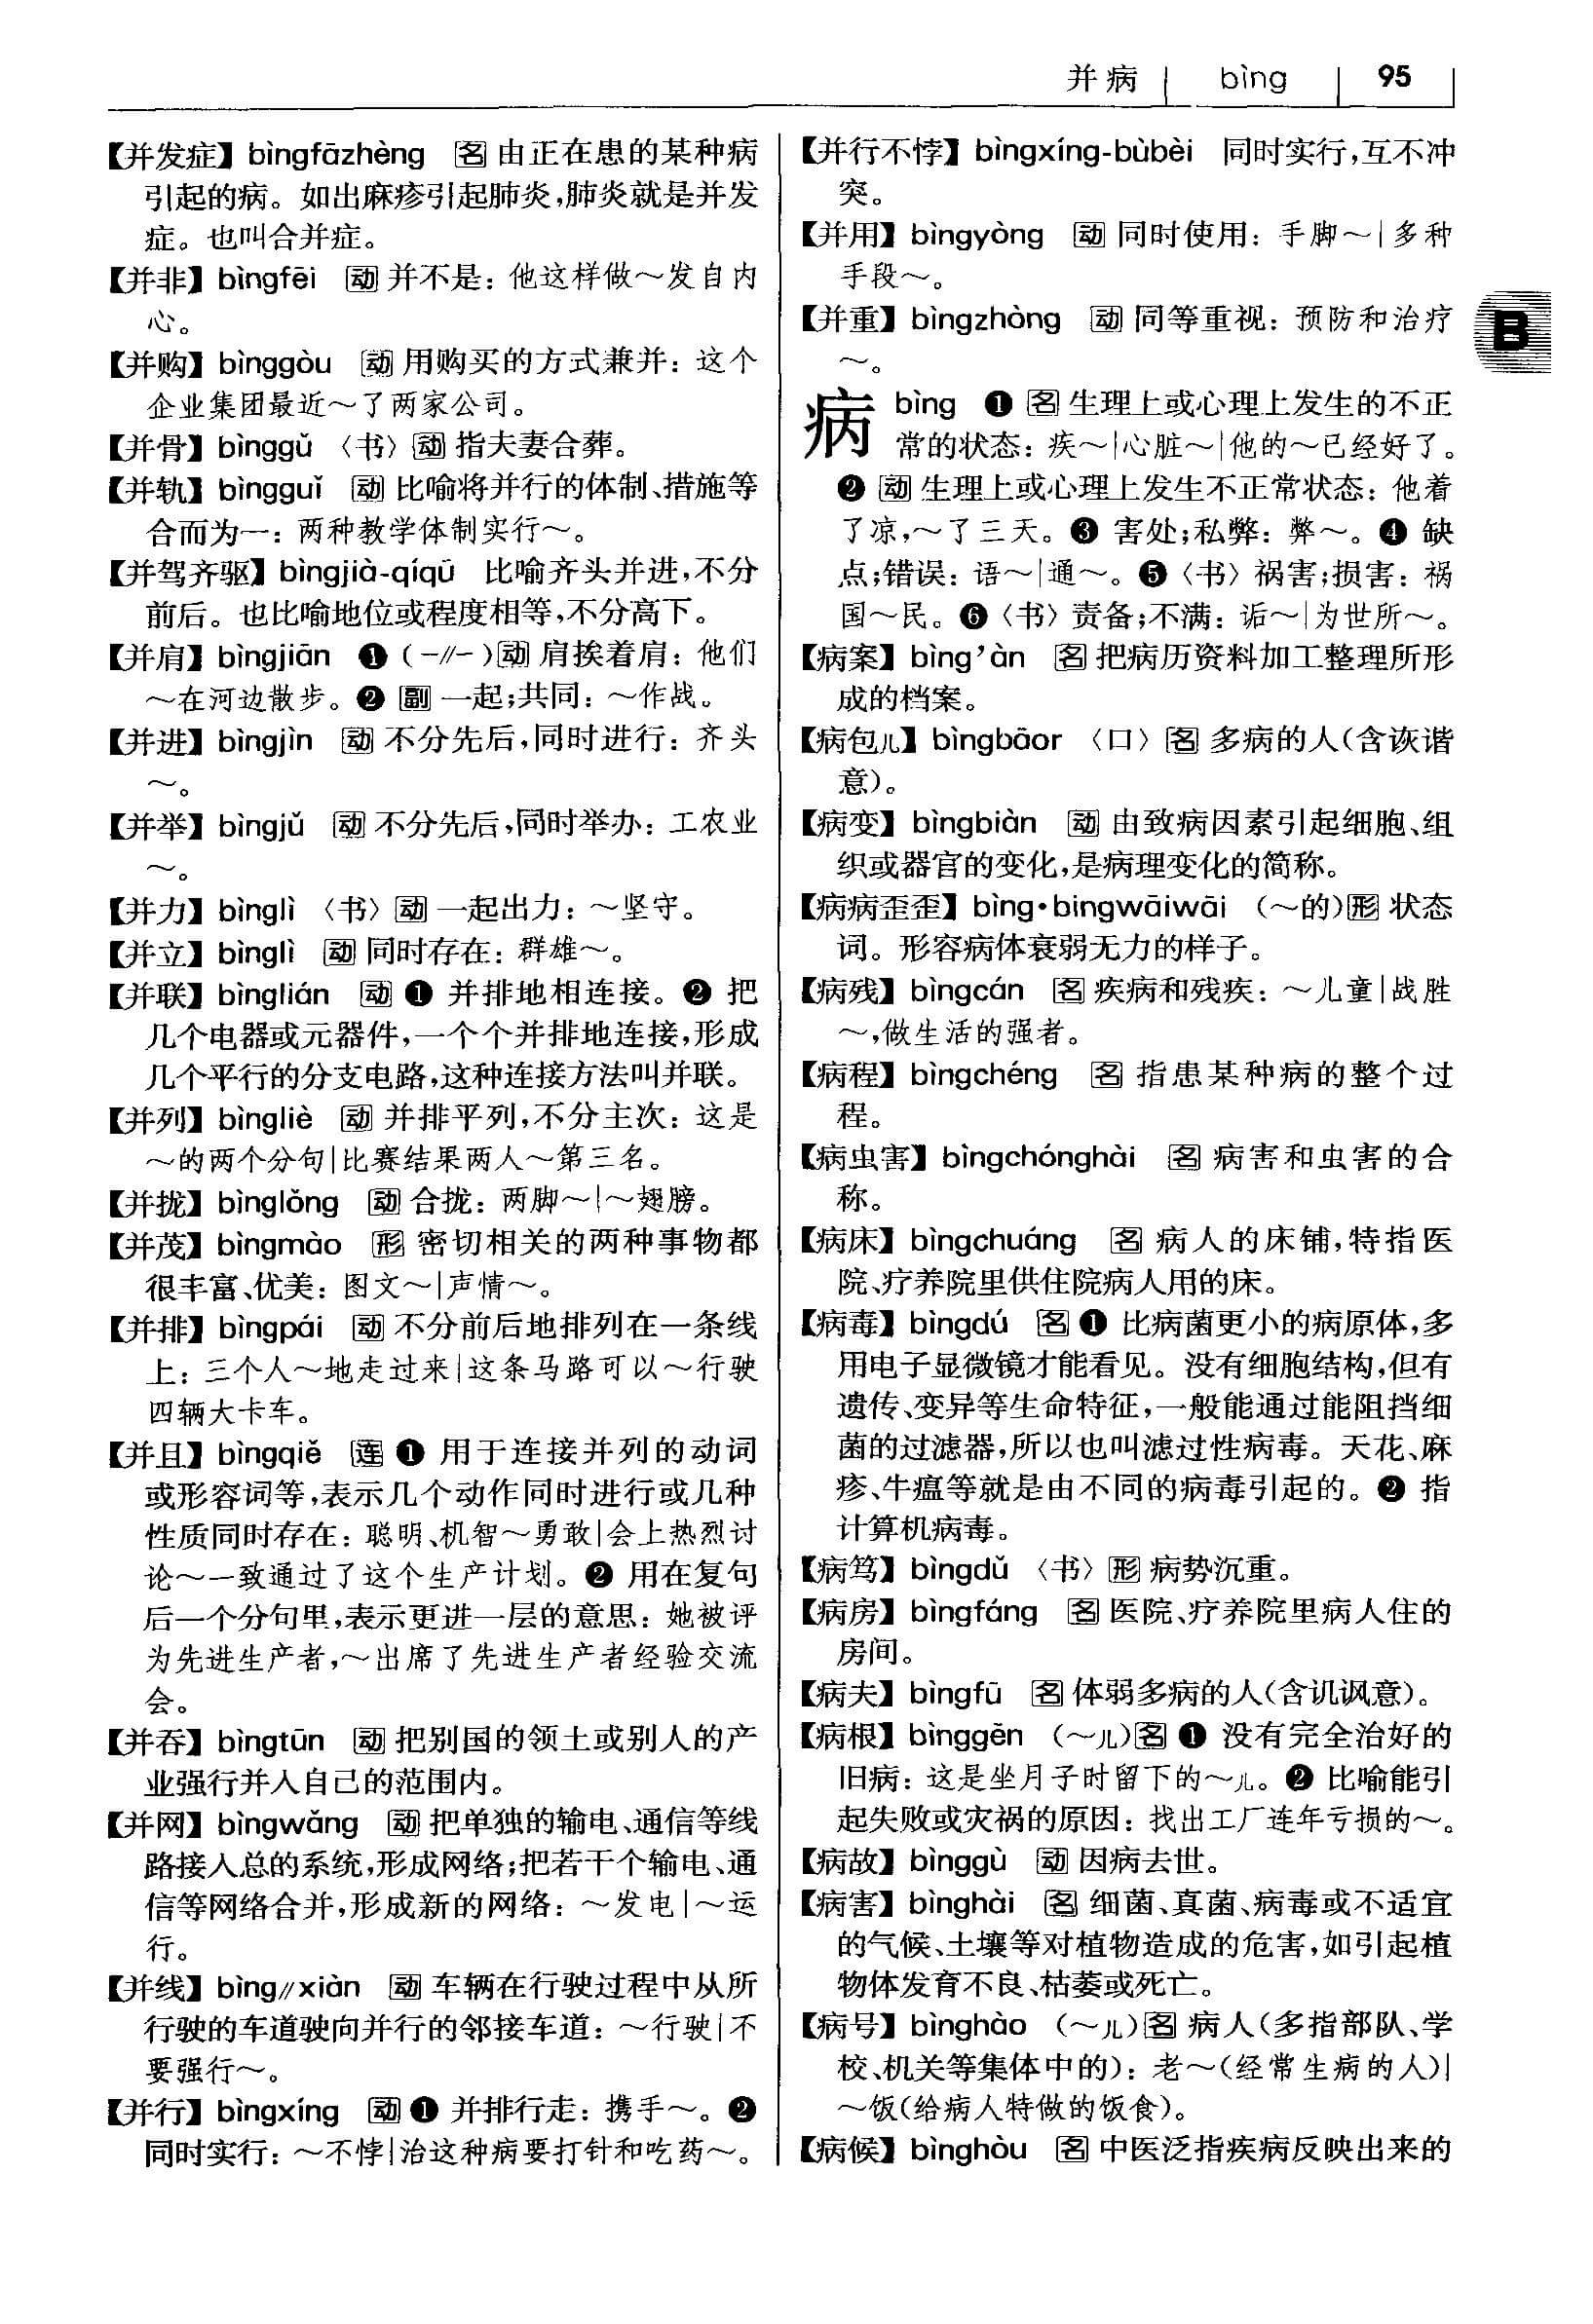 并病 | bìng | 95
【并发症】 bìngfāzhèng 名 由正在患的某种病
引起的病。如出麻疹引起肺炎,肺炎就是并发
症。也叫合并症。
【并非】 bìngfēi 动 并不是: 他这样做~发自内
心。
【并购】 bìnggòu 动 用购买的方式兼并: 这个
企业集团最近~了两家公司。
【并骨】 bìnggǔ 〈书〉动 指夫妻合葬。
【并轨】 bìngguǐ 动 比喻将并行的体制、措施等
合而为一: 两种教学体制实行~。
【并驾齐驱】 bìngjià-qíqū 比喻齐头并进,不分
前后。也比喻地位或程度相等,不分高下。
【并肩】 bìngjiān ❶ (-//-)动 肩挨着肩: 他们
~在河边散步。❷ 副 一起;共同: ~作战。
【并进】 bìngjìn 动 不分先后,同时进行: 齐头
~。
【并举】 bìngjǔ 动 不分先后,同时举办: 工农业
~。
【并力】 bìnglì 〈书〉动 一起出力: ~坚守。
【并立】 bìnglì 动 同时存在: 群雄~。
【并联】 bìnglián 动 ❶ 并排地相连接。❷ 把
几个电器或元器件,一个个并排地连接,形成
几个平行的分支电路,这种连接方法叫并联。
【并列】 bìngliè 动 并排平列,不分主次: 这是
~的两个分句|比赛结果两人~第三名。
【并拢】 bìnglǒng 动 合拢: 两脚~|~翅膀。
【并茂】 bìngmào 形 密切相关的两种事物都
很丰富、优美: 图文~|声情~。
【并排】 bìngpái 动 不分前后地排列在一条线
上: 三个人~地走过来|这条马路可以~行驶
四辆大卡车。
【并且】 bìngqiě 连 ❶ 用于连接并列的动词
或形容词等,表示几个动作同时进行或几种
性质同时存在: 聪明、机智~勇敢|会上热烈讨
论~一致通过了这个生产计划。❷ 用在复句
后一个分句里,表示更进一层的意思: 她被评
为先进生产者,~出席了先进生产者经验交流
会。
【并吞】 bìngtūn 动 把别国的领土或别人的产
业强行并入自己的范围内。
【并网】 bìngwǎng 动 把单独的输电、通信等线
路接入总的系统,形成网络;把若干个输电、通
信等网络合并,形成新的网络: ~发电|~运
行。
【并线】 bìng//xiàn 动 车辆在行驶过程中从所
行驶的车道驶向并行的邻接车道: ~行驶|不
要强行~。
【并行】 bìngxíng 动 ❶ 并排行走: 携手~。❷
同时实行: ~不悖|治这种病要打针和吃药~。
【并行不悖】 bìngxíng-bùbèi 同时实行,互不冲
突。
【并用】 bìngyòng 动 同时使用: 手脚~|多种
手段~。
【并重】 bìngzhòng 动 同等重视: 预防和治疗
~。
B
病 bìng ❶ 名 生理上或心理上发生的不正
常的状态: 疾~|心脏~|他的~已经好了。
❷ 动 生理上或心理上发生不正常状态: 他着
了凉,~了三天。❸ 害处;私弊: 弊~。❹ 缺
点;错误: 语~|通~。❺〈书〉祸害;损害: 祸
国~民。❻〈书〉责备;不满: 诟~|为世所~。
【病案】 bìng’àn 名 把病历资料加工整理所形
成的档案。
【病包儿】 bìngbāor 〈口〉名 多病的人(含诙谐
意)。
【病变】 bìngbiàn 动 由致病因素引起细胞、组
织或器官的变化,是病理变化的简称。
【病病歪歪】 bìng·bingwāiwāi (~的)形 状态
词。形容病体衰弱无力的样子。
【病残】 bìngcán 名 疾病和残疾: ~儿童|战胜
~,做生活的强者。
【病程】 bìngchéng 名 指患某种病的整个过
程。
【病虫害】 bìngchónghài 名 病害和虫害的合
称。
【病床】 bìngchuáng 名 病人的床铺,特指医
院、疗养院里供住院病人用的床。
【病毒】 bìngdú 名 ❶ 比病菌更小的病原体,多
用电子显微镜才能看见。没有细胞结构,但有
遗传、变异等生命特征,一般能通过能阻挡细
菌的过滤器,所以也叫滤过性病毒。天花、麻
疹、牛瘟等就是由不同的病毒引起的。❷ 指
计算机病毒。
【病笃】 bìngdǔ 〈书〉形 病势沉重。
【病房】 bìngfáng 名 医院、疗养院里病人住的
房间。
【病夫】 bìngfū 名 体弱多病的人(含讥讽意)。
【病根】 bìnggēn (~儿)名 ❶ 没有完全治好的
旧病: 这是坐月子时留下的~儿。❷ 比喻能引
起失败或灾祸的原因: 找出工厂连年亏损的~。
【病故】 bìnggù 动 因病去世。
【病害】 bìnghài 名 细菌、真菌、病毒或不适宜
的气候、土壤等对植物造成的危害,如引起植
物体发育不良、枯萎或死亡。
【病号】 bìnghào (~儿)名 病人(多指部队、学
校、机关等集体中的): 老~(经常生病的人)|
~饭(给病人特做的饭食)。
【病候】 bìnghòu 名 中医泛指疾病反映出来的